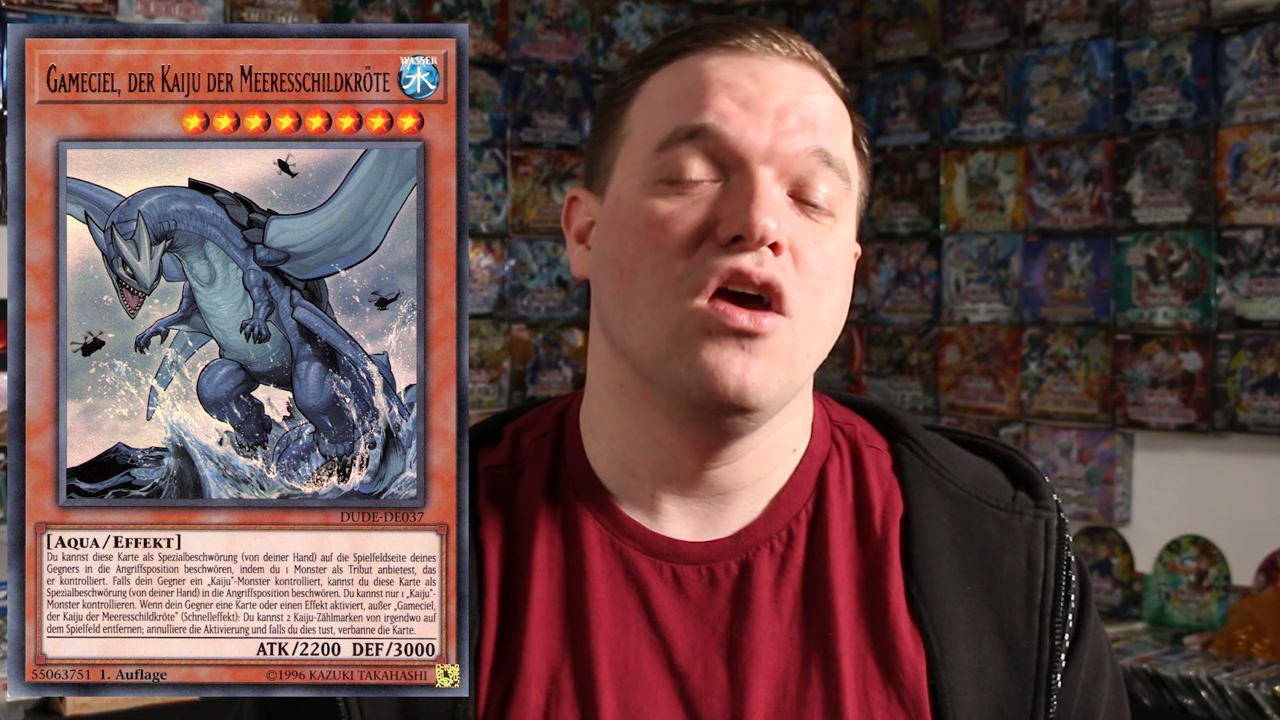 Gameciel, der Kaiju der Meeresschildkröte
WASSER
水
DUDE-DE037
[Aqua/Effekt]
Du kannst diese Karte als Spezialbeschwörung (von deiner Hand) auf die Spielfeldseite deines
Gegners in die Angriffsposition beschwören, indem du 1 Monster als Tribut anbietest, das
er kontrolliert. Falls dein Gegner ein „Kaiju"-Monster kontrolliert, kannst du diese Karte als
Spezialbeschwörung (von deiner Hand) in die Angriffsposition beschwören. Du kannst nur 1 „Kaiju"-
Monster kontrollieren. Wenn dein Gegner eine Karte oder einen Effekt aktiviert, außer „Gameciel,
der Kaiju der Meeresschildkröte" (Schnelleffekt): Du kannst 2 Kaiju-Zählmarken von irgendwo auf
dem Spielfeld entfernen; annulliere die Aktivierung und falls du dies tust, verbanne die Karte.
ATK/2200 DEF/3000
55063751 1. Auflage ©1996 KAZUKI TAKAHASHI